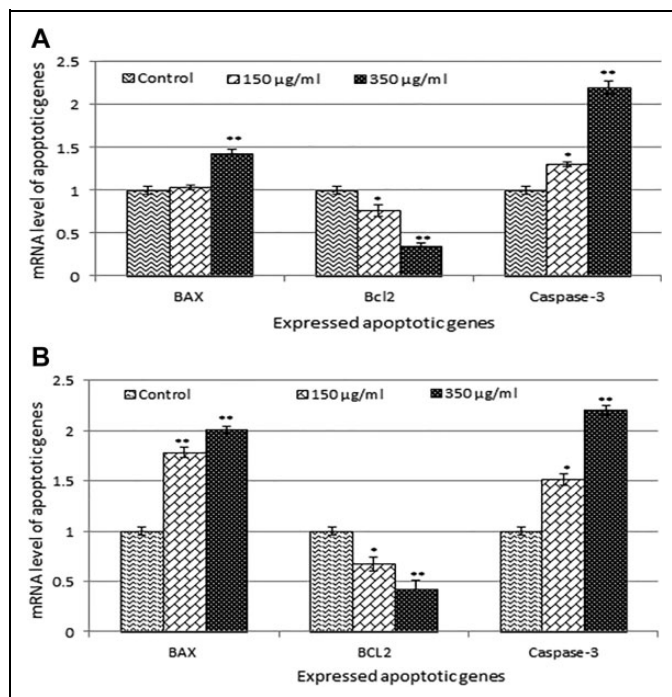 A
mRNA level of apoptoticgenes
2.5
2
1.5
1
0.5
0
Control 150 µg/ml 350 µg/ml
** * ** * **
BAX Bcl2 Caspase-3
Expressed apoptotic genes
B
mRNA level of apoptoticgenes
2.5
2
1.5
1
0.5
0
Control 150 µg/ml 350 µg/ml
** ** * ** * **
BAX BCL2 Caspase-3
Expressed apoptotic genes